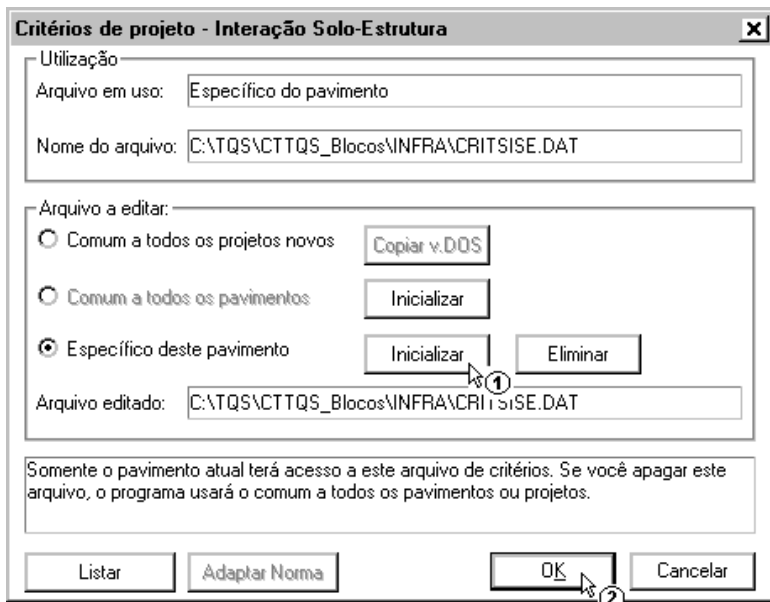 Critérios de projeto - Interação Solo-Estrutura
Utilização
Arquivo em uso: Específico do pavimento
Nome do arquivo: C:\TQS\CTTQS_Blocos\INFRA\CRITSISE.DAT
Arquivo a editar:
Comum a todos os projetos novos Copiar v.DOS
Comum a todos os pavimentos Inicializar
Específico deste pavimento Inicializar Eliminar
1
Arquivo editado: C:\TQS\CTTQS_Blocos\INFRA\CRITSISE.DAT
Somente o pavimento atual terá acesso a este arquivo de critérios. Se você apagar este
arquivo, o programa usará o comum a todos os pavimentos ou projetos.
Listar Adaptar Norma OK Cancelar
2